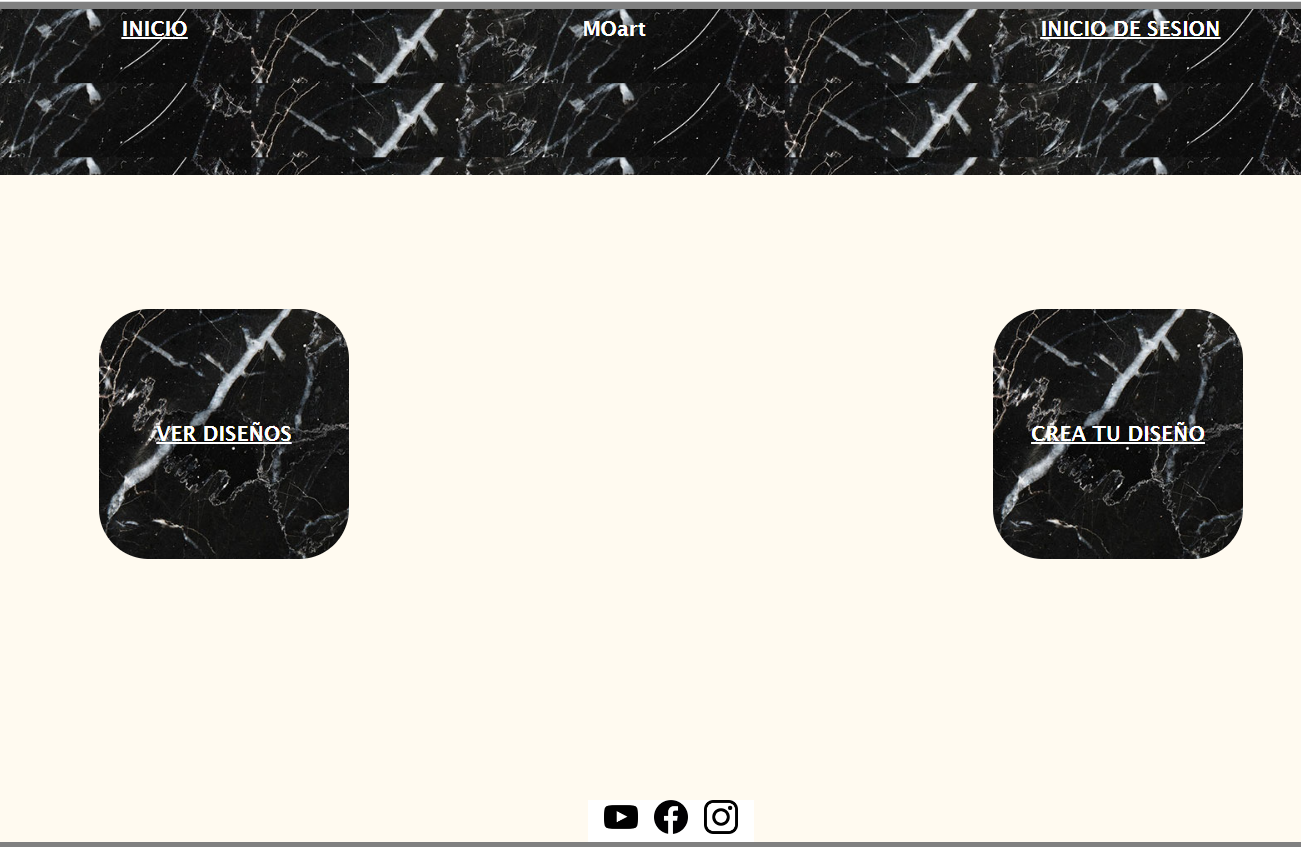 INICIO
MOart
INICIO DE SESION
VER DISEÑOS
CREA TU DISEÑO